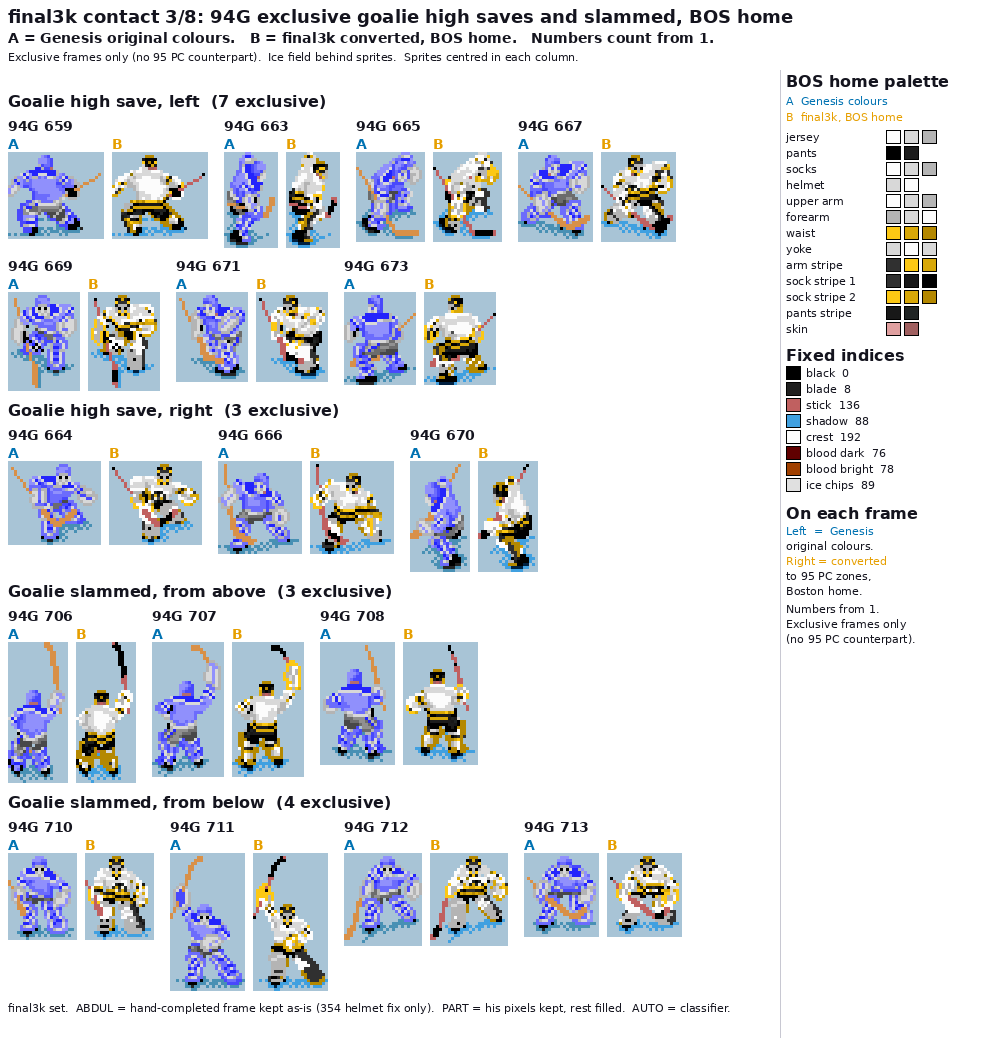 final3k contact 3/8: 94G exclusive goalie high saves and slammed, BOS home
A = Genesis original colours.   B = final3k converted, BOS home.   Numbers count from 1.
Exclusive frames only (no 95 PC counterpart).  Ice field behind sprites.  Sprites centred in each column.
Goalie high save, left  (7 exclusive)
94G 659
94G 663
94G 665
94G 667
A B A B A B A B
94G 669
94G 671
94G 673
A B A B A B
Goalie high save, right  (3 exclusive)
94G 664
94G 666
94G 670
A B A B A B
Goalie slammed, from above  (3 exclusive)
94G 706
94G 707
94G 708
A B A B A B
Goalie slammed, from below  (4 exclusive)
94G 710
94G 711
94G 712
94G 713
A B A B A B A B
final3k set.  ABDUL = hand-completed frame kept as-is (354 helmet fix only).  PART = his pixels kept, rest filled.  AUTO = classifier.
BOS home palette
A  Genesis colours
B  final3k, BOS home
jersey
pants
socks
helmet
upper arm
forearm
waist
yoke
arm stripe
sock stripe 1
sock stripe 2
pants stripe
skin
Fixed indices
black  0
blade  8
stick  136
shadow  88
crest  192
blood dark  76
blood bright  78
ice chips  89
On each frame
Left  =  Genesis
original colours.
Right = converted
to 95 PC zones,
Boston home.
Numbers from 1.
Exclusive frames only
(no 95 PC counterpart).